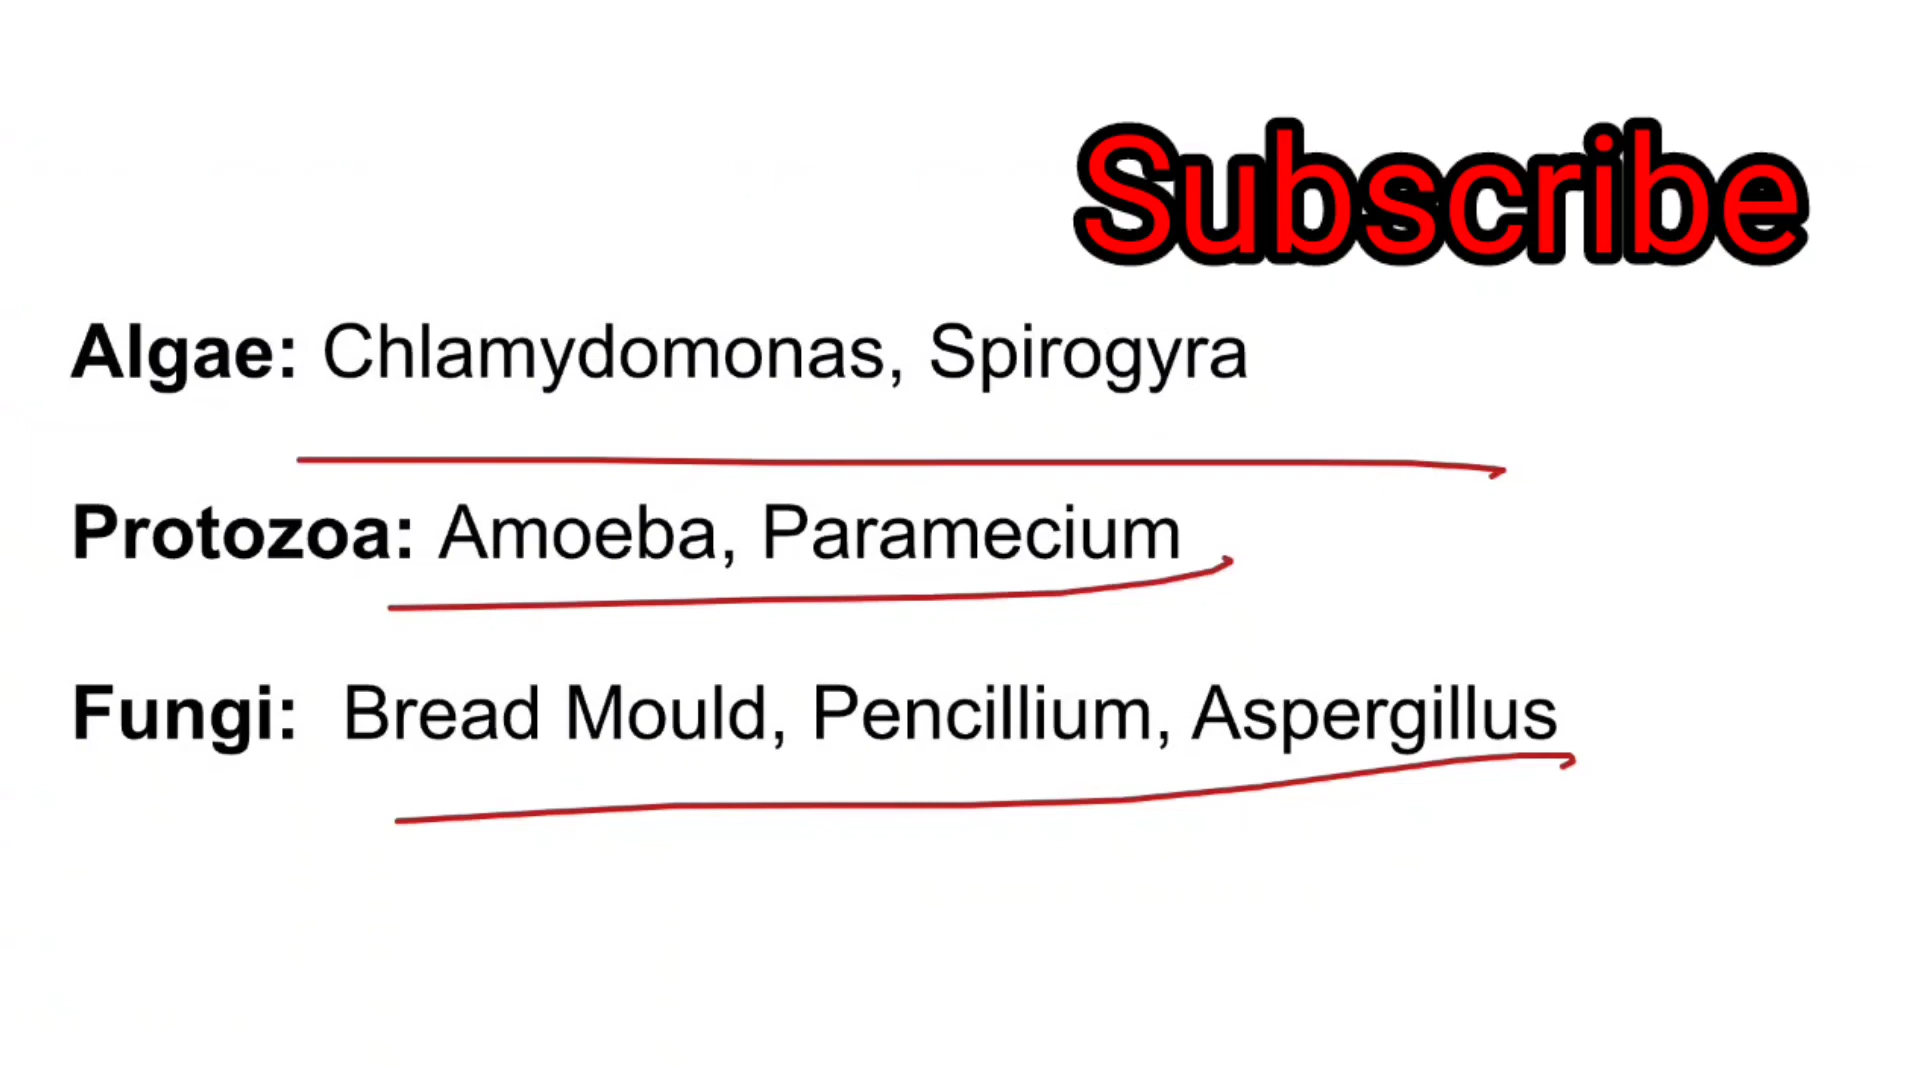 Subscribe
Algae: Chlamydomonas, Spirogyra
Protozoa: Amoeba, Paramecium
Fungi: Bread Mould, Pencillium, Aspergillus